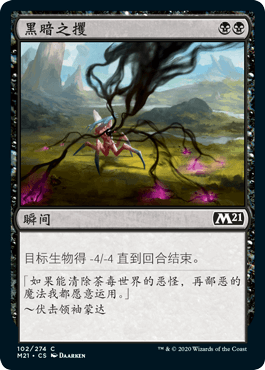 黑暗之攫
瞬间
M21
目标生物得 -4/-4 直到回合结束。
「如果能清除荼毒世界的恶怪，再鄙恶的
魔法我都愿意运用。」
～伏击领袖蒙达
102/274 C
M21 • CS DAARKEN
™ & © 2020 Wizards of the Coast